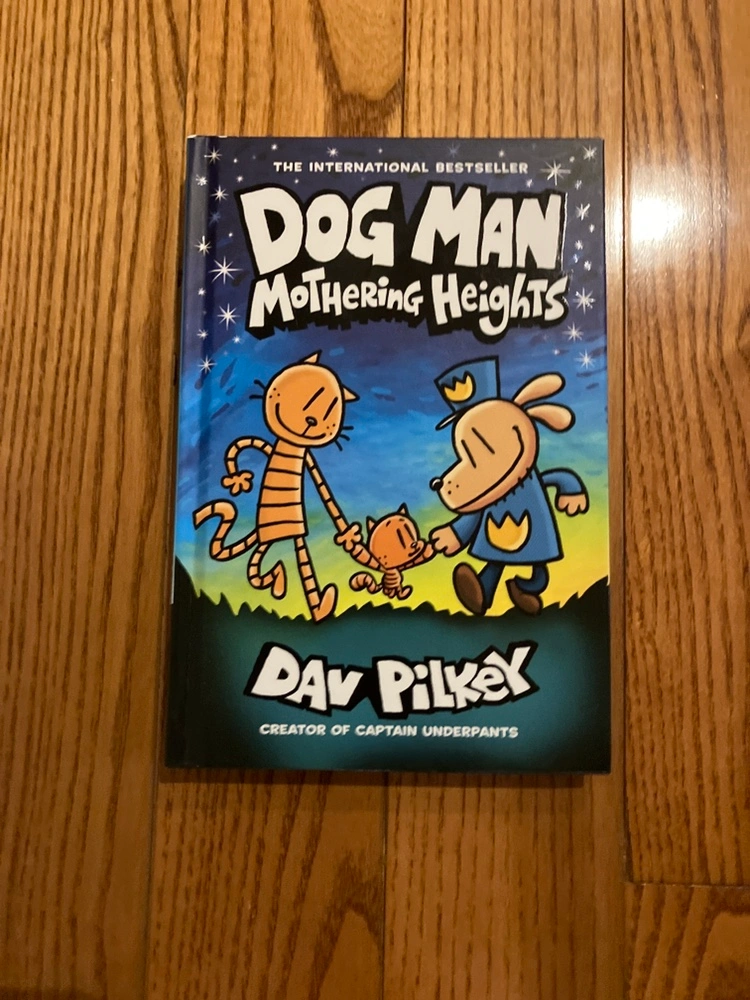 THE INTERNATIONAL BESTSELLER
DOG MAN
MOTHERING HEIGHTS
DAV PILKEY
CREATOR OF CAPTAIN UNDERPANTS